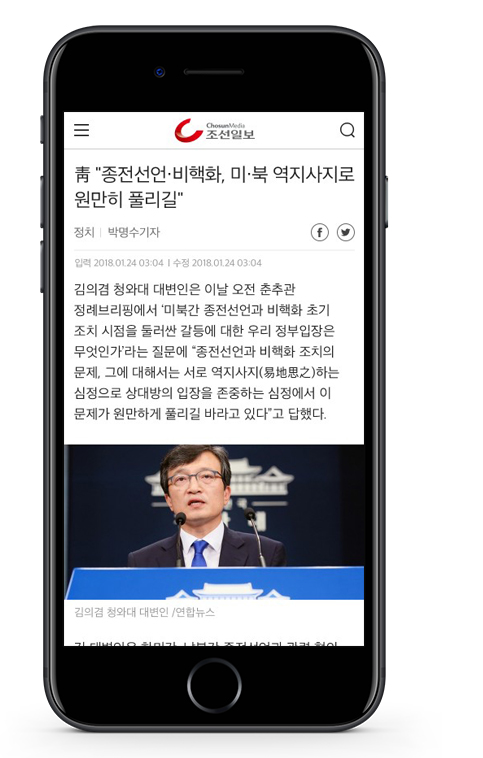 ChosunMedia
조선일보
靑 "종전선언·비핵화, 미·북 역지사지로
원만히 풀리길"
정치 | 박명수기자
입력 2018.01.24 03:04 | 수정 2018.01.24 03:04
김의겸 청와대 대변인은 이날 오전 춘추관
정례브리핑에서 '미북간 종전선언과 비핵화 초기
조치 시점을 둘러싼 갈등에 대한 우리 정부입장은
무엇인가'라는 질문에 "종전선언과 비핵화 조치의
문제, 그에 대해서는 서로 역지사지(易地思之)하는
심정으로 상대방의 입장을 존중하는 심정에서 이
문제가 원만하게 풀리길 바라고 있다"고 답했다.
김의겸 청와대 대변인 /연합뉴스